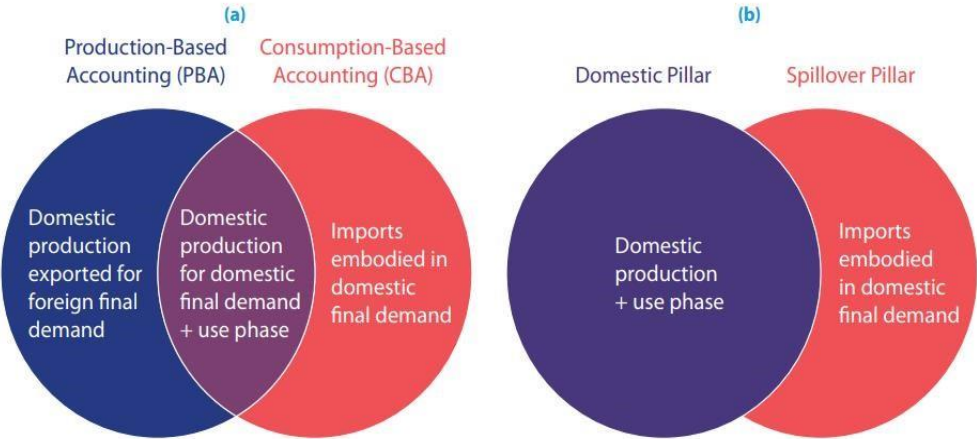 (a)
Production-Based
Accounting (PBA)
Consumption-Based
Accounting (CBA)
Domestic
production
exported for
foreign final
demand
Domestic
production
for domestic
final demand
+ use phase
Imports
embodied in
domestic
final demand
(b)
Domestic Pillar
Spillover Pillar
Domestic
production
+ use phase
Imports
embodied
in domestic
final demand